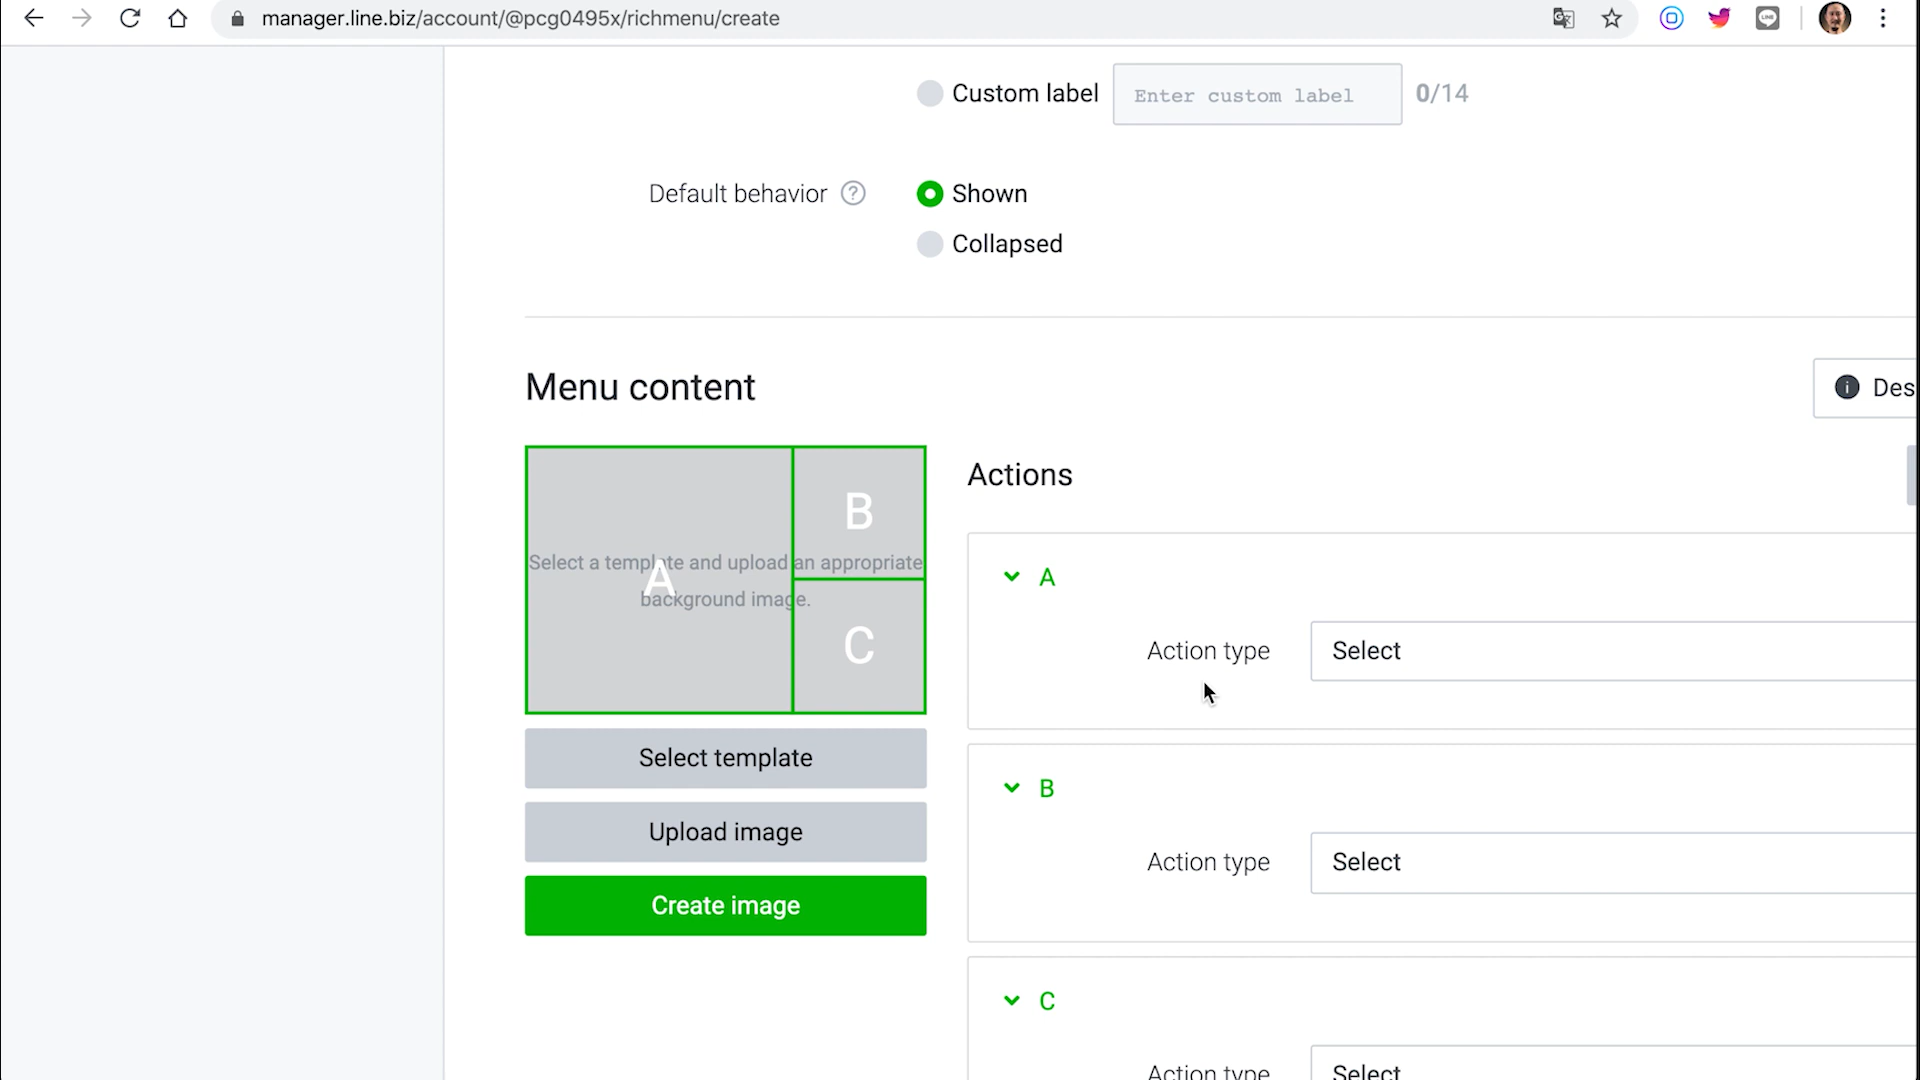 manager.line.biz/account/@pcg0495x/richmenu/create
Custom label
Enter custom label
0/14
Default behavior ?
Shown
Collapsed
Menu content
Des
A
B
C
Select a template and upload an appropriate
background image.
Select template
Upload image
Create image
Actions
A
Action type
Select
B
Action type
Select
C
Action type
Select